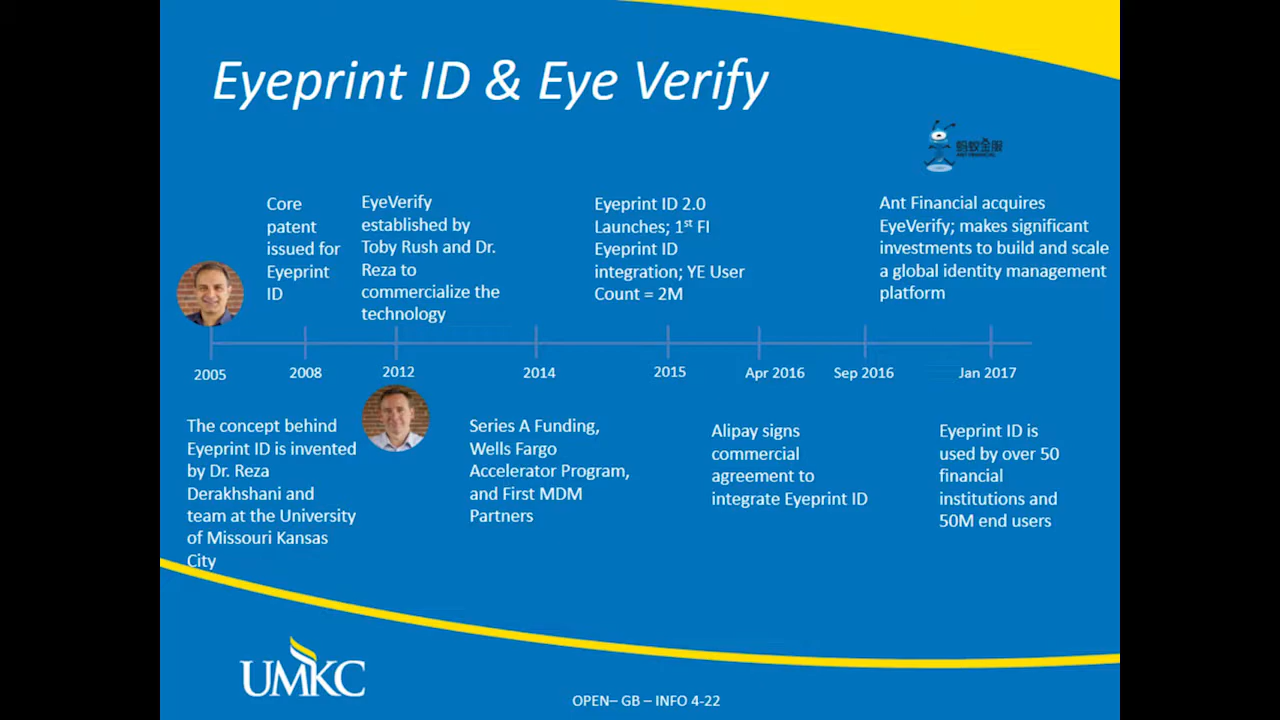 Eyeprint ID & Eye Verify
蚂蚁金服
ANT FINANCIAL
Core
patent
issued for
Eyeprint
ID
EyeVerify
established by
Toby Rush and Dr.
Reza to
commercialize the
technology
Eyeprint ID 2.0
Launches; 1st FI
Eyeprint ID
integration; YE User
Count = 2M
Ant Financial acquires
EyeVerify; makes significant
investments to build and scale
a global identity management
platform
2005
2008
2012
2014
2015
Apr 2016
Sep 2016
Jan 2017
The concept behind
Eyeprint ID is invented
by Dr. Reza
Derakhshani and
team at the University
of Missouri Kansas
City
Series A Funding,
Wells Fargo
Accelerator Program,
and First MDM
Partners
Alipay signs
commercial
agreement to
integrate Eyeprint ID
Eyeprint ID is
used by over 50
financial
institutions and
50M end users
UMKC
OPEN– GB – INFO 4-22